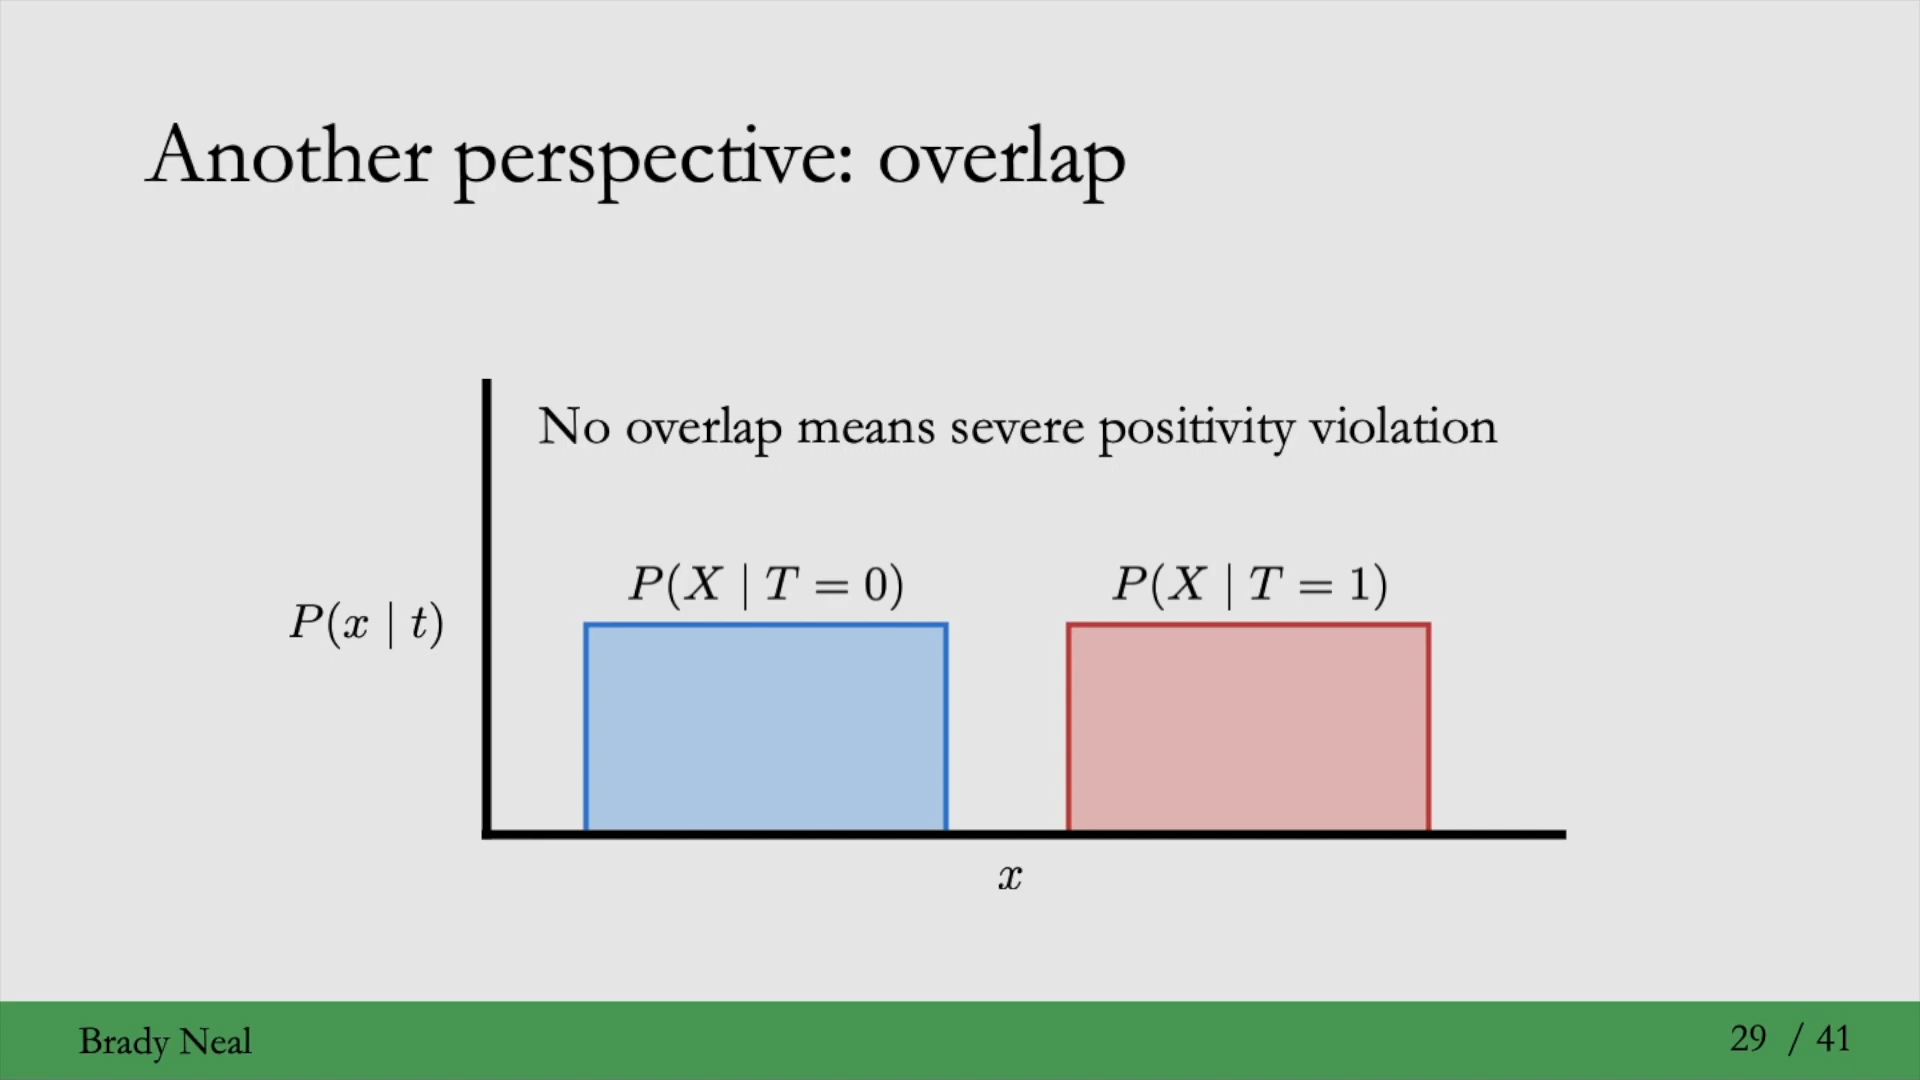 Another perspective: overlap
No overlap means severe positivity violation
P(X | T = 0)
P(X | T = 1)
P(x | t)
x
Brady Neal
29 / 41